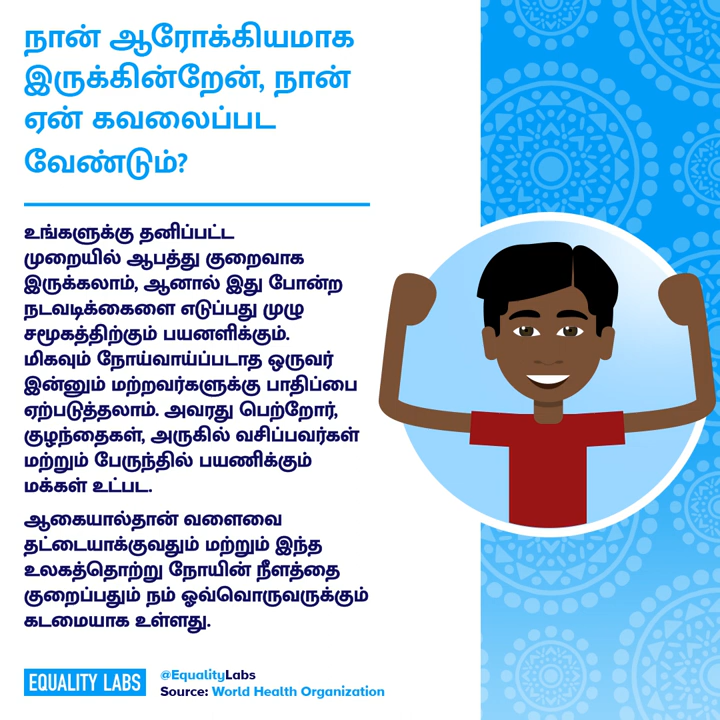 நான் ஆரோக்கியமாக
இருக்கின்றேன், நான்
ஏன் கவலைப்பட
வேண்டும்?
உங்களுக்கு தனிப்பட்ட
முறையில் ஆபத்து குறைவாக
இருக்கலாம், ஆனால் இது போன்ற
நடவடிக்கைளை எடுப்பது முழு
சமூகத்திற்கும் பயனளிக்கும்.
மிகவும் நோய்வாய்ப்படாத ஒருவர்
இன்னும் மற்றவர்களுக்கு பாதிப்பை
ஏற்படுத்தலாம். அவரது பெற்றோர்,
குழந்தைகள், அருகில் வசிப்பவர்கள்
மற்றும் பேருந்தில் பயணிக்கும்
மக்கள் உட்பட.
ஆகையால்தான் வளைவை
தட்டையாக்குவதும் மற்றும் இந்த
உலகத்தொற்று நோயின் நீளத்தை
குறைப்பதும் நம் ஒவ்வொருவருக்கும்
கடமையாக உள்ளது.
EQUALITY LABS
@EqualityLabs
Source: World Health Organization